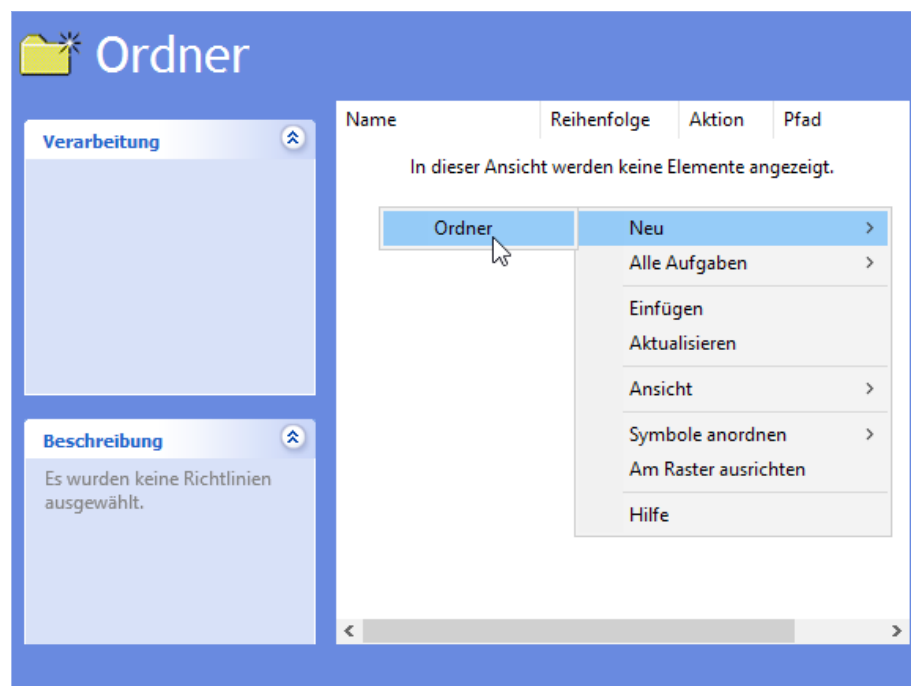 Ordner
Verarbeitung
Beschreibung
Es wurden keine Richtlinien
ausgewählt.
Name Reihenfolge Aktion Pfad
In dieser Ansicht werden keine Elemente angezeigt.
Ordner
Neu
Alle Aufgaben
Einfügen
Aktualisieren
Ansicht
Symbole anordnen
Am Raster ausrichten
Hilfe